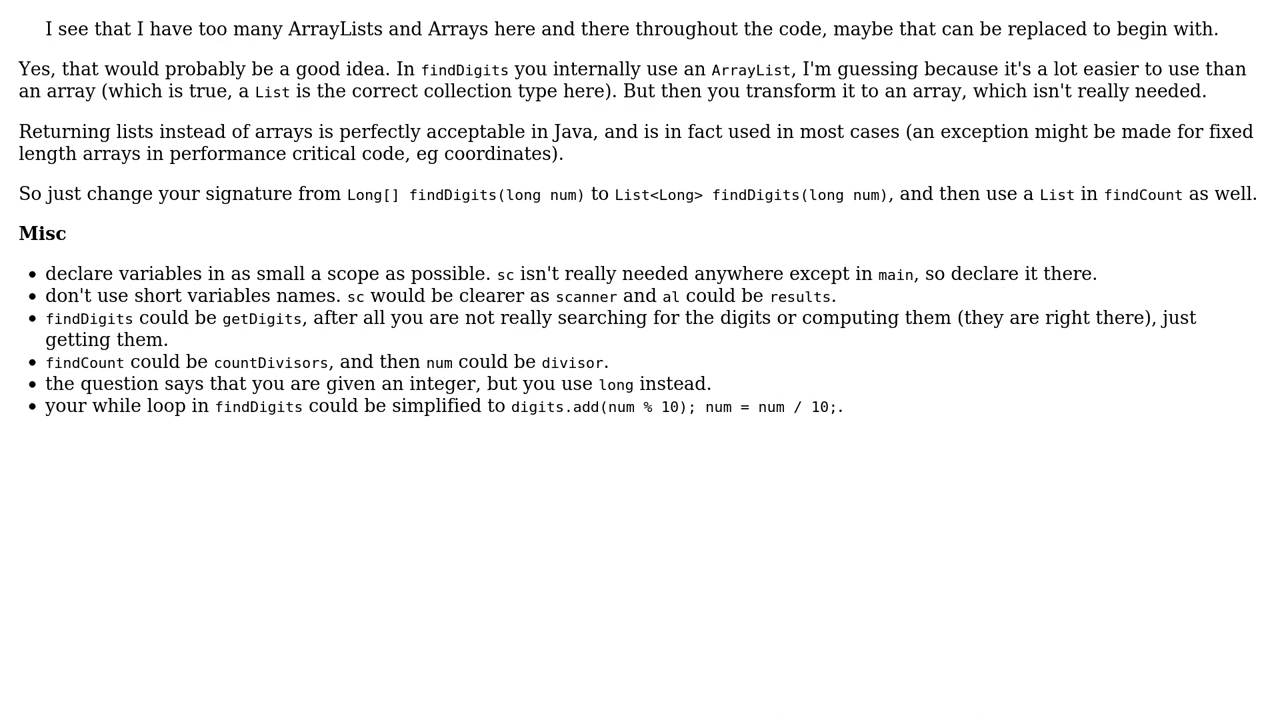 I see that I have too many ArrayLists and Arrays here and there throughout the code, maybe that can be replaced to begin with.
Yes, that would probably be a good idea. In findDigits you internally use an ArrayList, I'm guessing because it's a lot easier to use than
an array (which is true, a List is the correct collection type here). But then you transform it to an array, which isn't really needed.
Returning lists instead of arrays is perfectly acceptable in Java, and is in fact used in most cases (an exception might be made for fixed
length arrays in performance critical code, eg coordinates).
So just change your signature from Long[] findDigits(long num) to List<Long> findDigits(long num), and then use a List in findCount as well.
Misc
• declare variables in as small a scope as possible. sc isn't really needed anywhere except in main, so declare it there.
• don't use short variables names. sc would be clearer as scanner and al could be results.
• findDigits could be getDigits, after all you are not really searching for the digits or computing them (they are right there), just
getting them.
• findCount could be countDivisors, and then num could be divisor.
• the question says that you are given an integer, but you use long instead.
• your while loop in findDigits could be simplified to digits.add(num % 10); num = num / 10;.